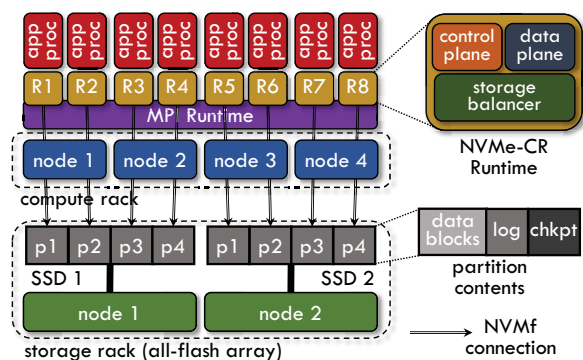 app proc app proc app proc app proc app proc app proc app proc app proc
R1 R2 R3 R4 R5 R6 R7 R8
MPI Runtime
control plane
data plane
storage balancer
NVMe-CR
Runtime
node 1 node 2 node 3 node 4
compute rack
p1 p2 p3 p4 p1 p2 p3 p4
data blocks log chkpt
partition
contents
SSD 1 SSD 2
node 1 node 2
storage rack (all-flash array)
NVMf
connection